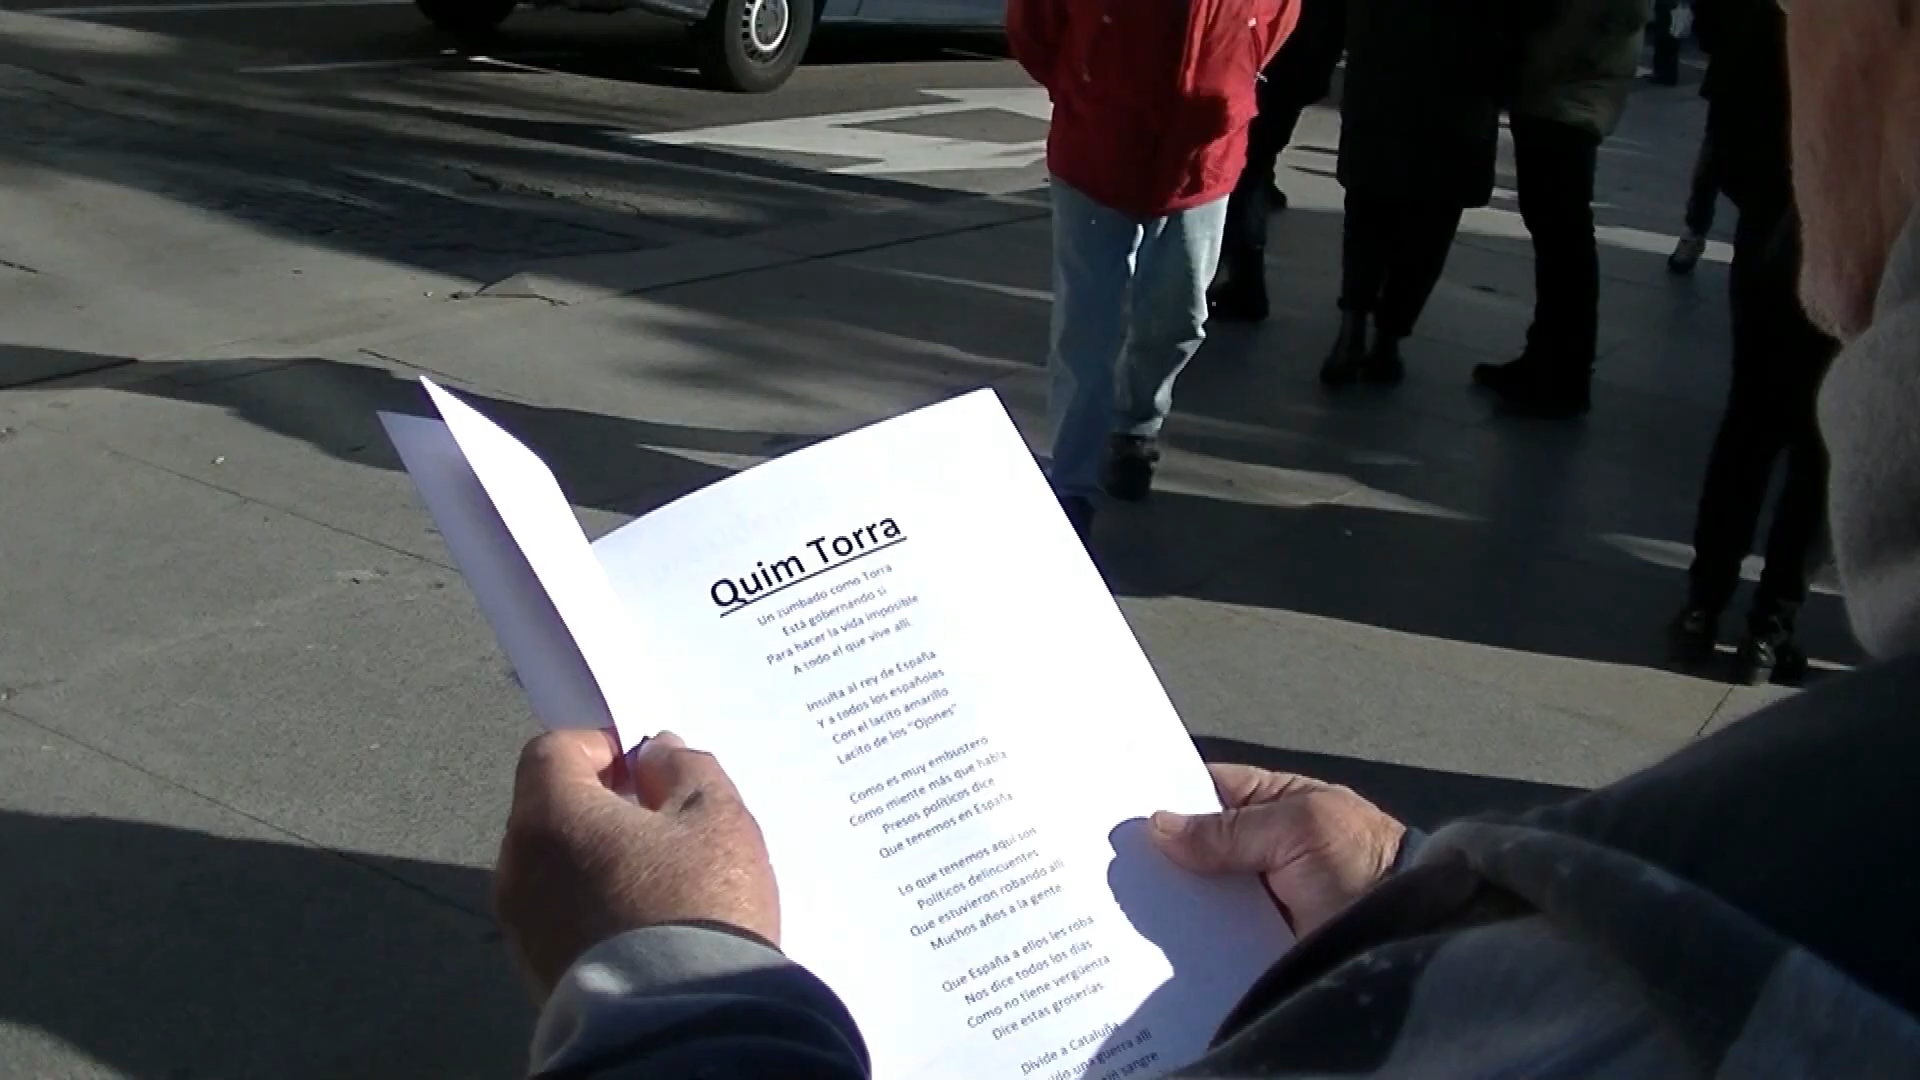 Quim Torra
Un zumbado como Torra
Está gobernando si
Para hacer la vida imposible
A todo el que vive allí.
Insulta al rey de España
Y a todos los españoles
Con el lacito amarillo
Lacito de los "Ojones"
Como es muy embustero
Como miente más que habla
Presos políticos dice
Que tenemos en España
Lo que tenemos aquí son
Políticos delincuentes
Que estuvieron robando allí
Muchos años a la gente
Que España a ellos les roba
Nos dice todos los días
Como no tiene vergüenza
Dice estas groserías.
Divide a Cataluña
una guerra allí
sangre